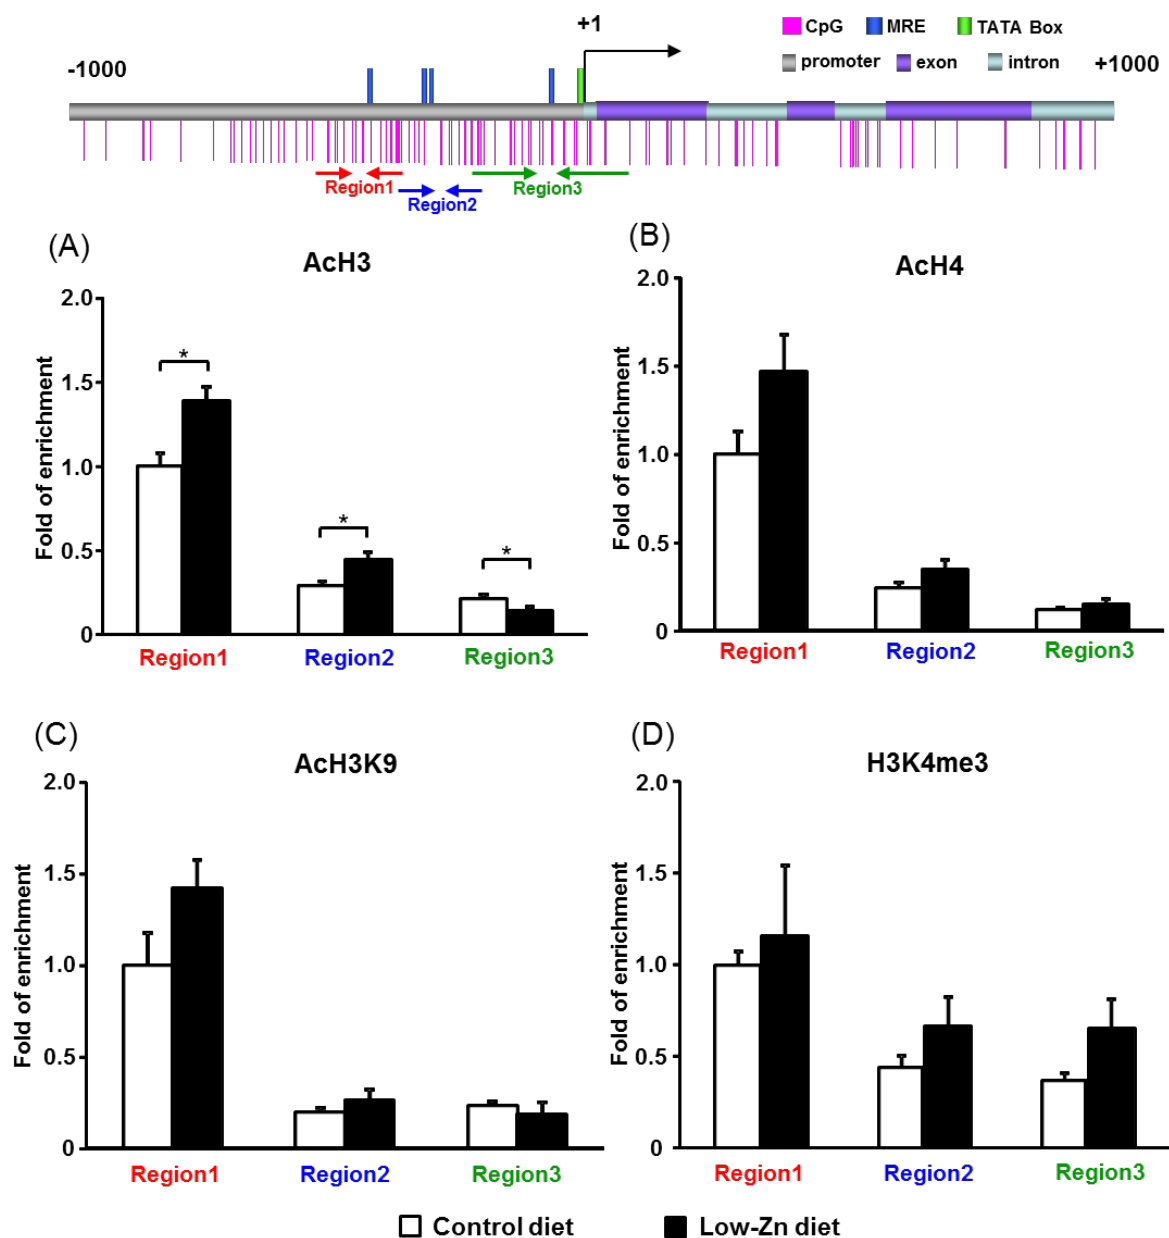 +1
CpG MRE TATA Box
-1000
promoter exon intron
+1000
Region1
Region2
Region3
(A)
AcH3
Fold of enrichment
2.0
1.5
1.0
0.5
0
*
*
*
Region1 Region2 Region3
(B)
AcH4
Fold of enrichment
2.0
1.5
1.0
0.5
0
Region1 Region2 Region3
(C)
AcH3K9
Fold of enrichment
2.0
1.5
1.0
0.5
0
Region1 Region2 Region3
(D)
H3K4me3
Fold of enrichment
2.0
1.5
1.0
0.5
0
Region1 Region2 Region3
Control diet Low-Zn diet